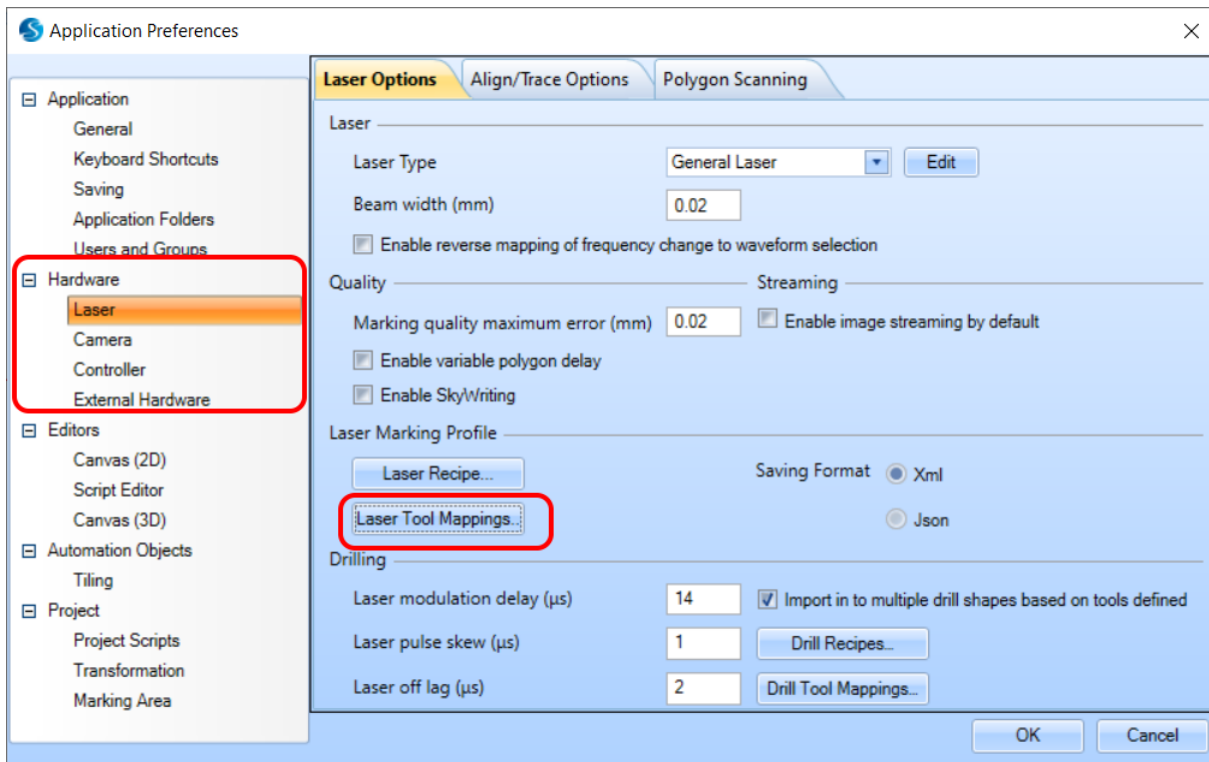 Application Preferences
Application
General
Keyboard Shortcuts
Saving
Application Folders
Users and Groups
Hardware
Laser
Camera
Controller
External Hardware
Editors
Canvas (2D)
Script Editor
Canvas (3D)
Automation Objects
Tiling
Project
Project Scripts
Transformation
Marking Area
Laser Options Align/Trace Options Polygon Scanning
Laser
Laser Type General Laser Edit
Beam width (mm) 0.02
Enable reverse mapping of frequency change to waveform selection
Quality Streaming
Marking quality maximum error (mm) 0.02 Enable image streaming by default
Enable variable polygon delay
Enable SkyWriting
Laser Marking Profile
Laser Recipe... Saving Format Xml
Laser Tool Mappings.. Json
Drilling
Laser modulation delay (µs) 14 Import in to multiple drill shapes based on tools defined
Laser pulse skew (µs) 1 Drill Recipes...
Laser off lag (µs) 2 Drill Tool Mappings...
OK Cancel